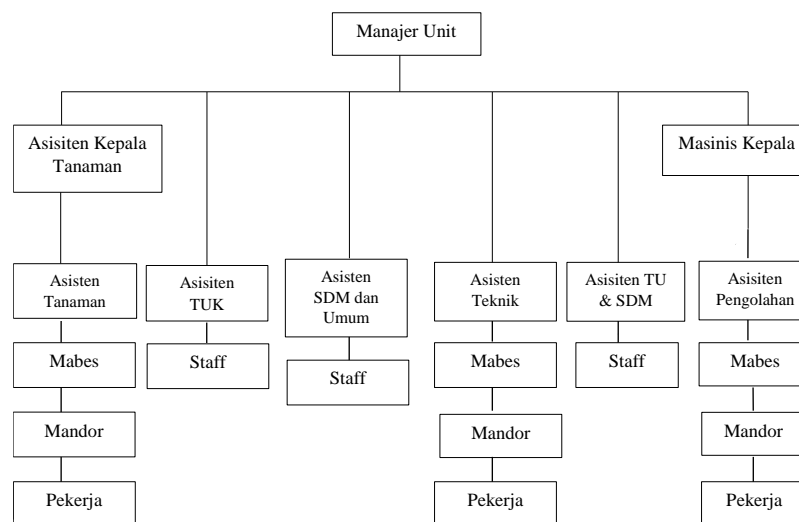 Manajer Unit
Asisiten Kepala
Tanaman
Masinis Kepala
Asisten
Tanaman
Asisiten
TUK
Asisten
SDM dan
Umum
Asisten
Teknik
Asisiten TU
& SDM
Asisiten
Pengolahan
Mabes
Staff
Staff
Mabes
Staff
Mabes
Mandor
Mandor
Mandor
Pekerja
Pekerja
Pekerja